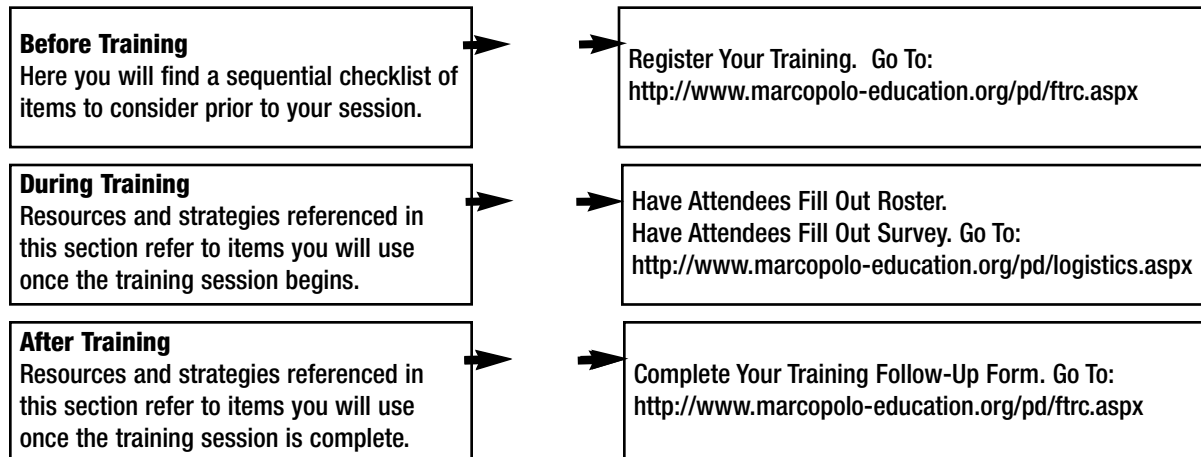 Before Training
Here you will find a sequential checklist of
items to consider prior to your session.
Register Your Training.  Go To:
http://www.marcopolo-education.org/pd/ftrc.aspx
During Training
Resources and strategies referenced in
this section refer to items you will use
once the training session begins.
Have Attendees Fill Out Roster.
Have Attendees Fill Out Survey. Go To:
http://www.marcopolo-education.org/pd/logistics.aspx
After Training
Resources and strategies referenced in
this section refer to items you will use
once the training session is complete.
Complete Your Training Follow-Up Form. Go To:
http://www.marcopolo-education.org/pd/ftrc.aspx